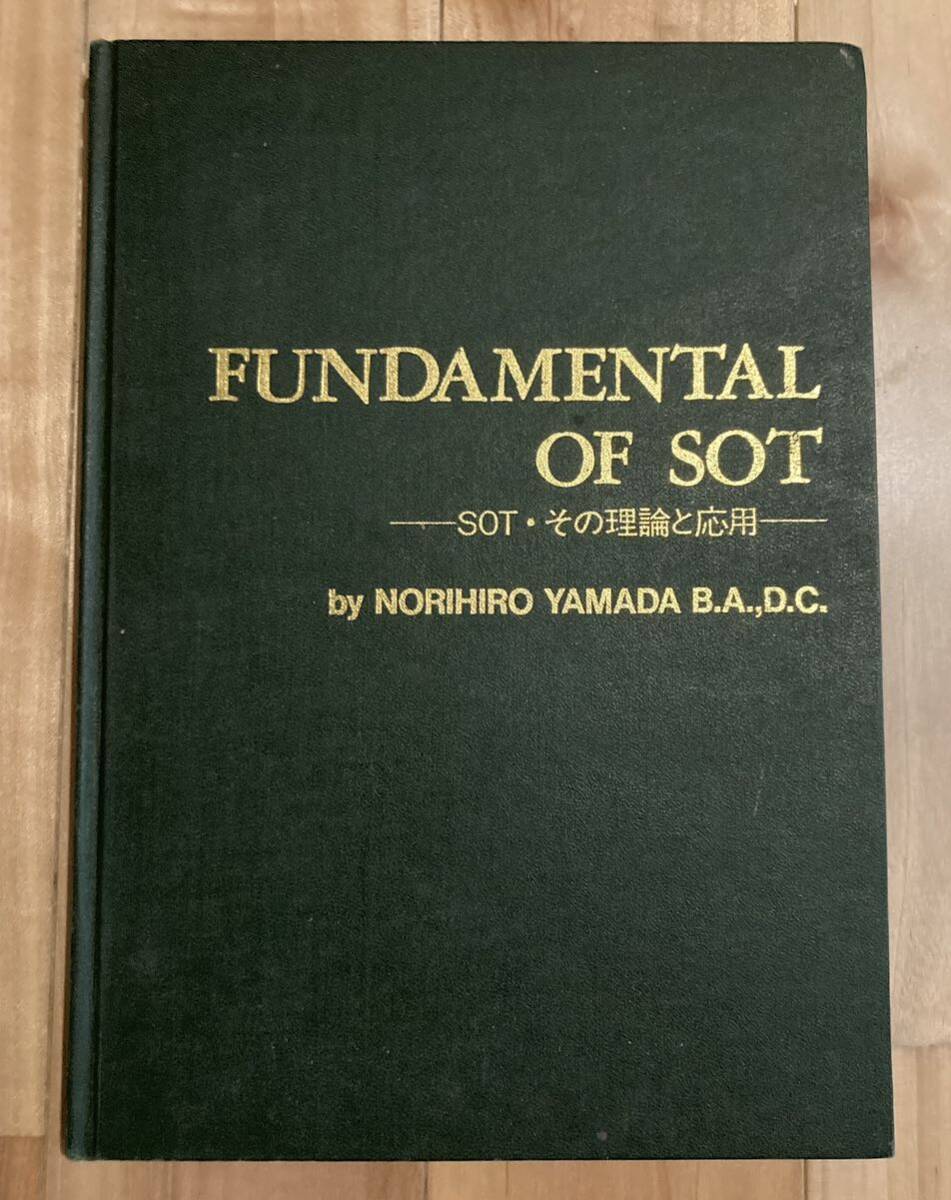 FUNDAMENTAL
OF SOT
SOT・その理論と応用
by NORIHIRO YAMADA B.A.,D.C.